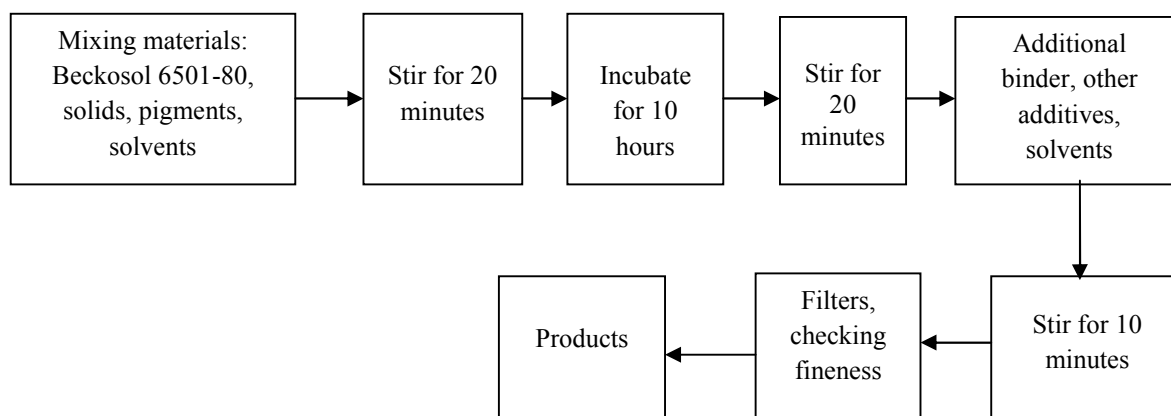 Mixing materials:
Beckosol 6501-80,
solids, pigments,
solvents
Stir for 20
minutes
Incubate
for 10
hours
Stir for
20
minutes
Additional
binder, other
additives,
solvents
Stir for 10
minutes
Filters,
checking
fineness
Products